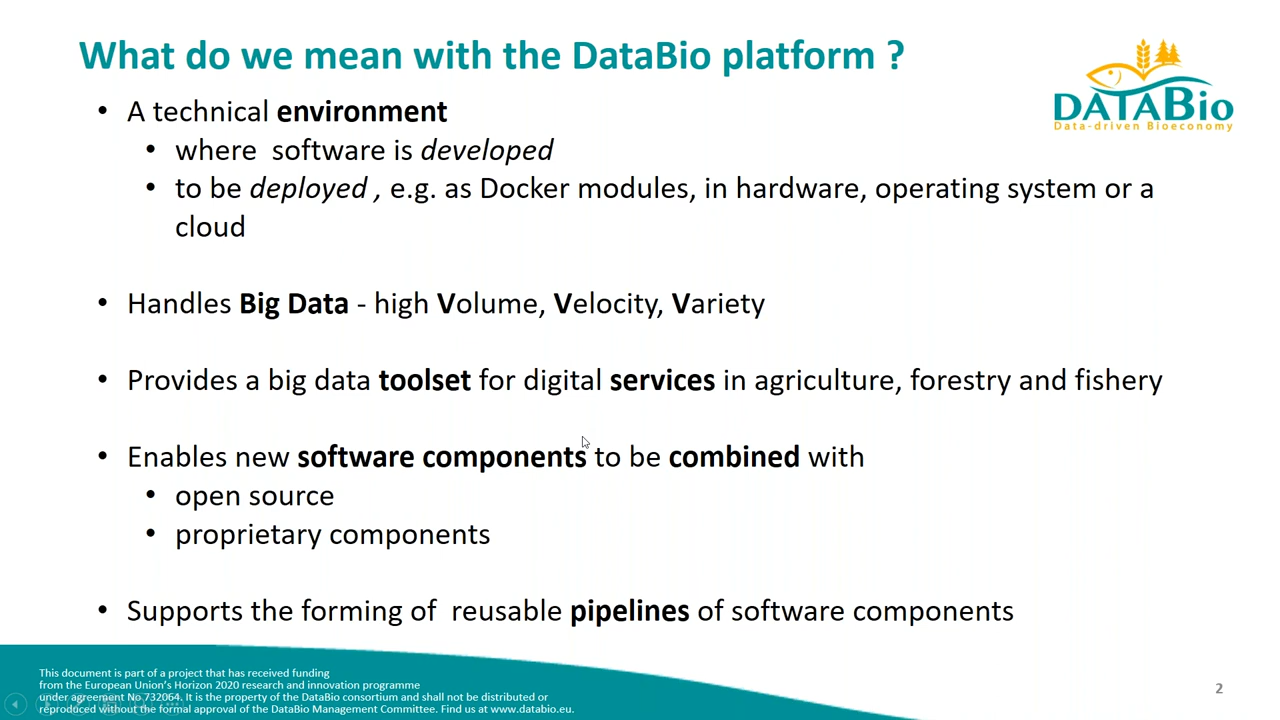 What do we mean with the DataBio platform ?
DATABio
Data-driven Bioeconomy
• A technical environment
• where software is developed
• to be deployed , e.g. as Docker modules, in hardware, operating system or a
cloud
• Handles Big Data - high Volume, Velocity, Variety
• Provides a big data toolset for digital services in agriculture, forestry and fishery
• Enables new software components to be combined with
• open source
• proprietary components
• Supports the forming of reusable pipelines of software components
This document is part of a project that has received funding
from the European Union's Horizon 2020 research and innovation programme
under agreement No 732064. It is the property of the DataBio consortium and shall not be distributed or
reproduced without the formal approval of the DataBio Management Committee. Find us at www.databio.eu.
2